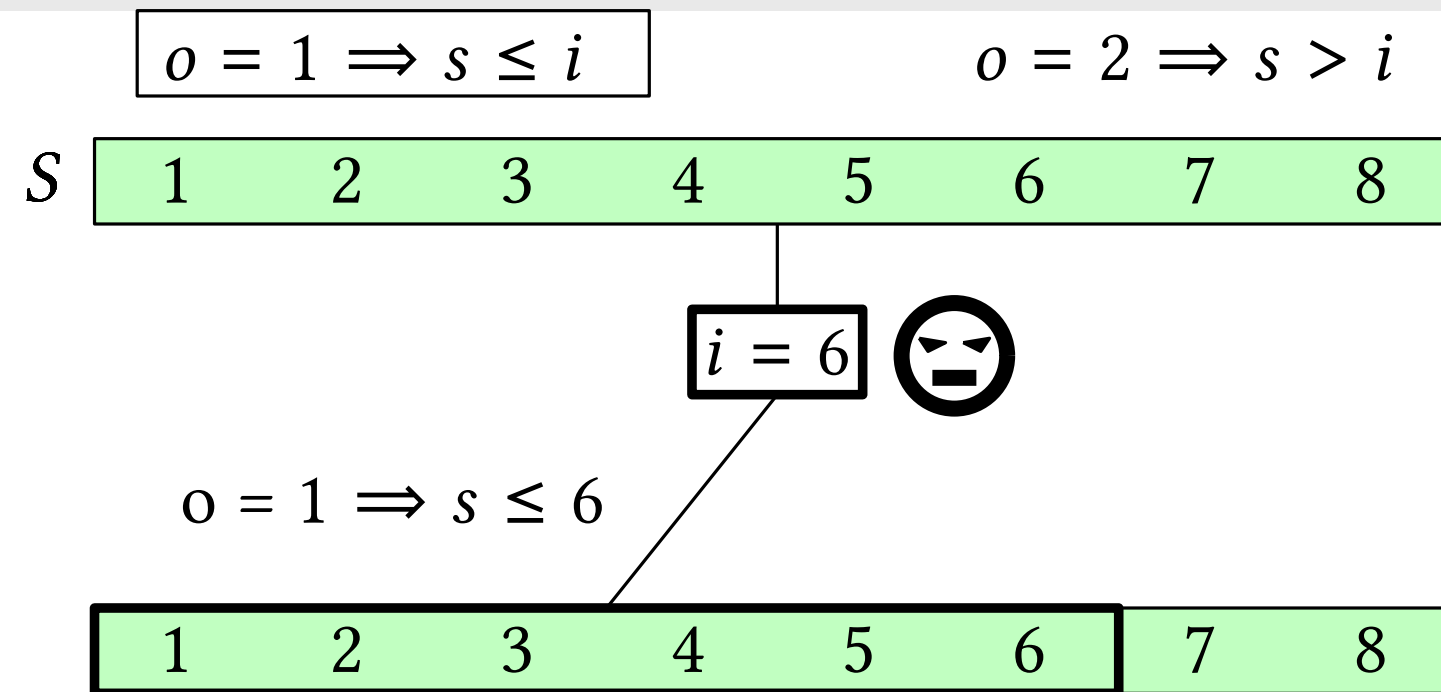 o = 1 ⟹ s ≤ i    o = 2 ⟹ s > i
S 1 2 3 4 5 6 7 8
i = 6
o = 1 ⟹ s ≤ 6
1 2 3 4 5 6 7 8